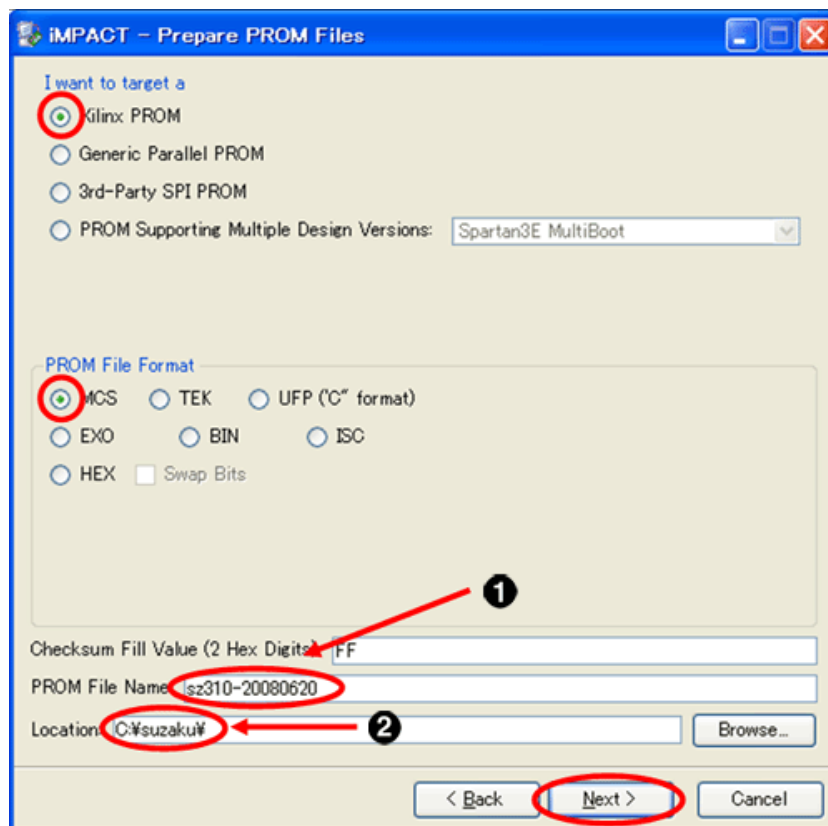 iMPACT - Prepare PROM Files
I want to target a
Xilinx PROM
Generic Parallel PROM
3rd-Party SPI PROM
PROM Supporting Multiple Design Versions: Spartan3E MultiBoot
PROM File Format
MCS TEK UFP ("C" format)
EXO BIN ISC
HEX Swap Bits
❶
Checksum Fill Value (2 Hex Digits) FF
PROM File Name: sz310-20080620
Location: C:¥suzaku¥ ❷ Browse...
< Back Next > Cancel